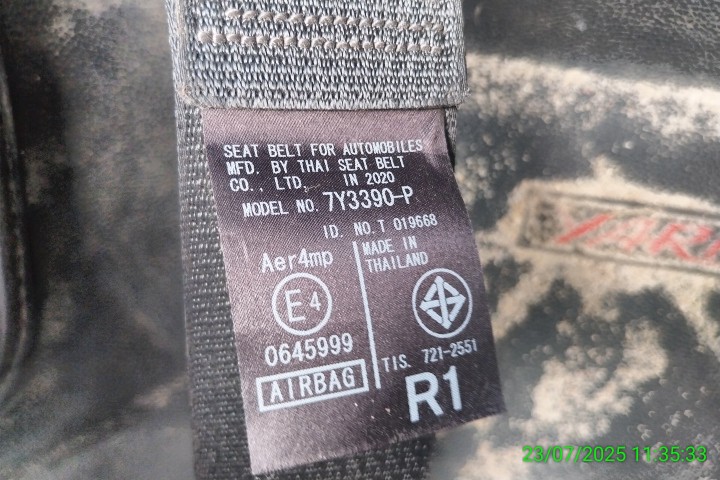 SEAT BELT FOR AUTOMOBILES
MFD. BY THAI SEAT BELT
CO., LTD. IN 2020
MODEL NO. 7Y3390-P
ID. NO.T 019668
Aer4mp
E4
0645999
AIRBAG
MADE IN
THAILAND
TIS. 721-2551
R1
23/07/2025 11:35:33